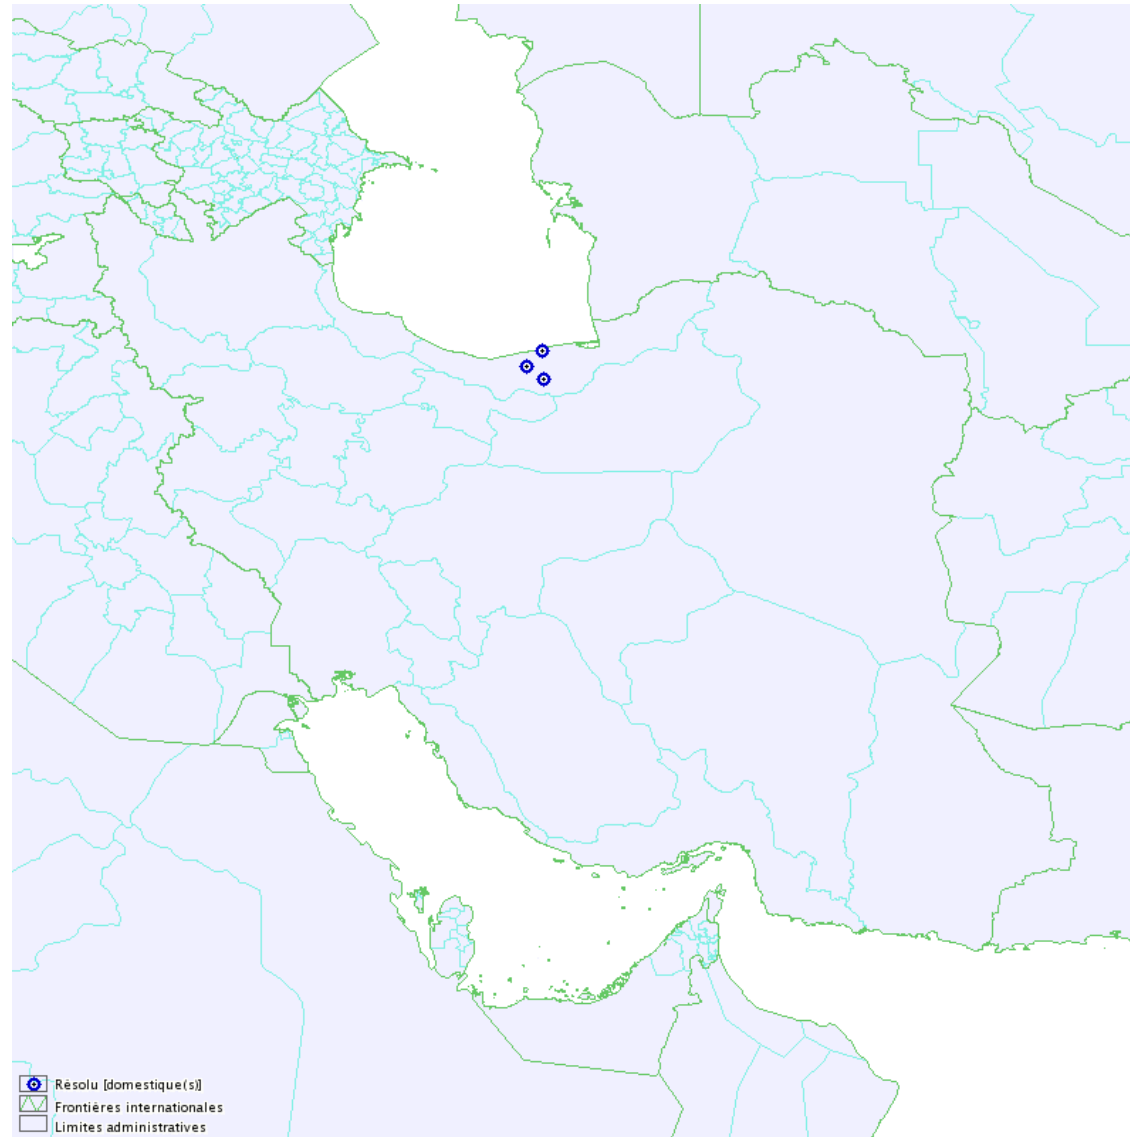 Résolu [domestique(s)]
Frontières internationales
Limites administratives